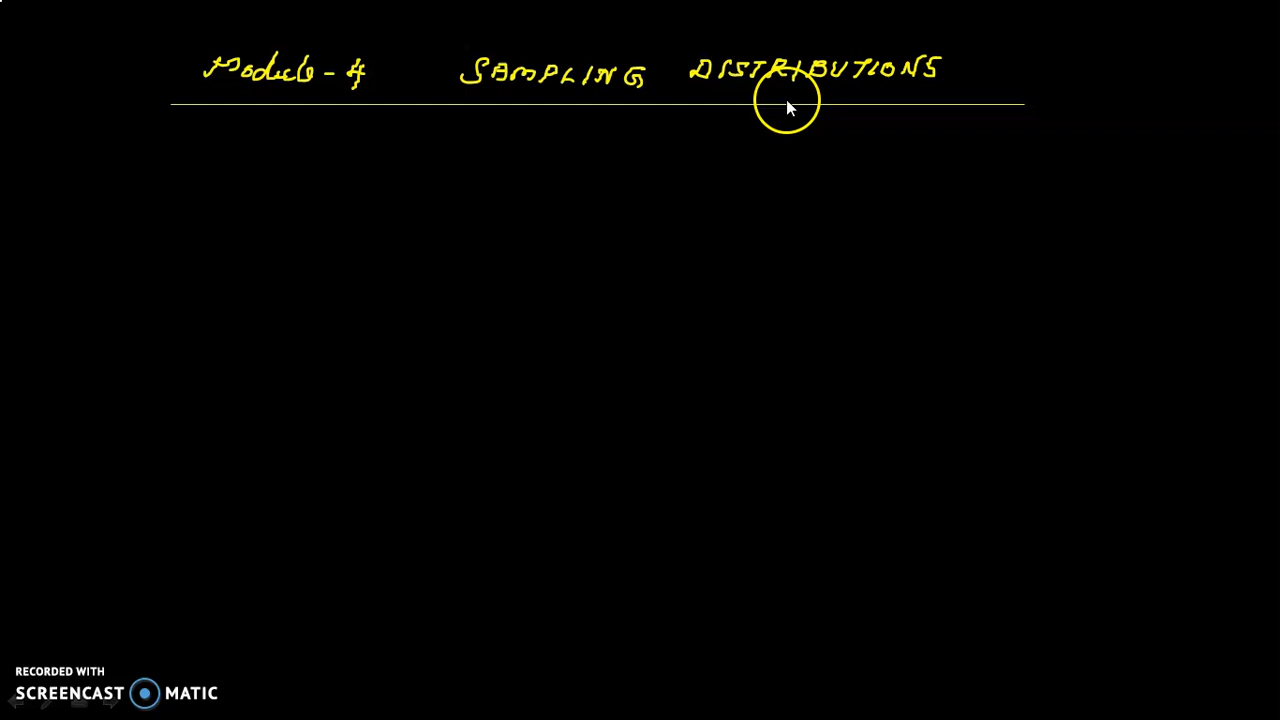 Module - 4 SAMPLING DISTRIBUTIONS
RECORDED WITH
SCREENCAST MATIC